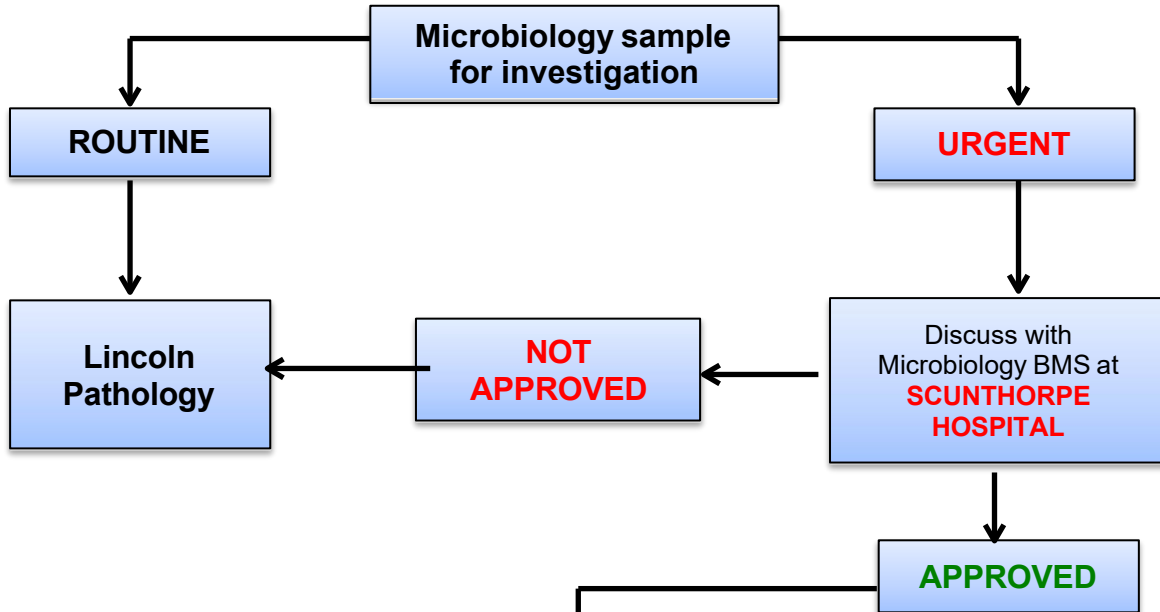 Microbiology sample
for investigation
ROUTINE
URGENT
Lincoln
Pathology
NOT
APPROVED
Discuss with
Microbiology BMS at
SCUNTHORPE
HOSPITAL
APPROVED